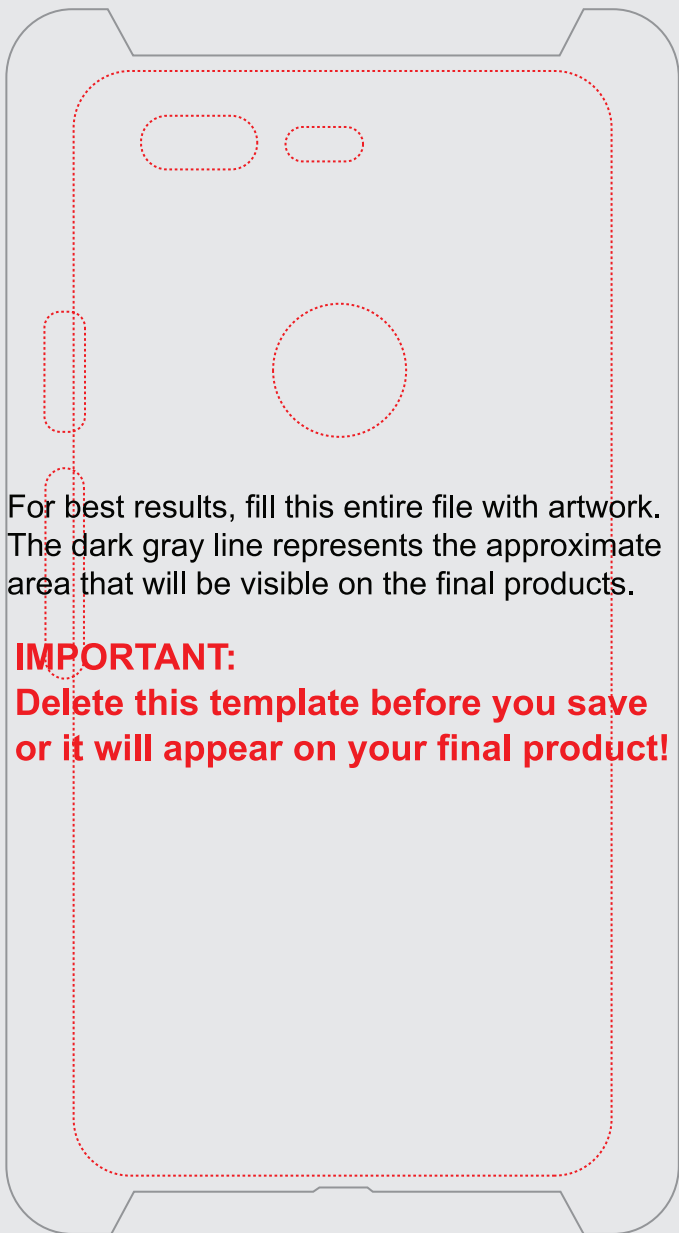 For best results, fill this entire file with artwork.
The dark gray line represents the approximate
area that will be visible on the final products.
IMPORTANT:
Delete this template before you save
or it will appear on your final product!